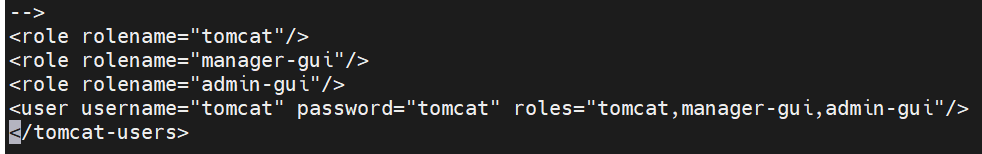 -->
<role rolename="tomcat"/>
<role rolename="manager-gui"/>
<role rolename="admin-gui"/>
<user username="tomcat" password="tomcat" roles="tomcat,manager-gui,admin-gui"/>
</tomcat-users>